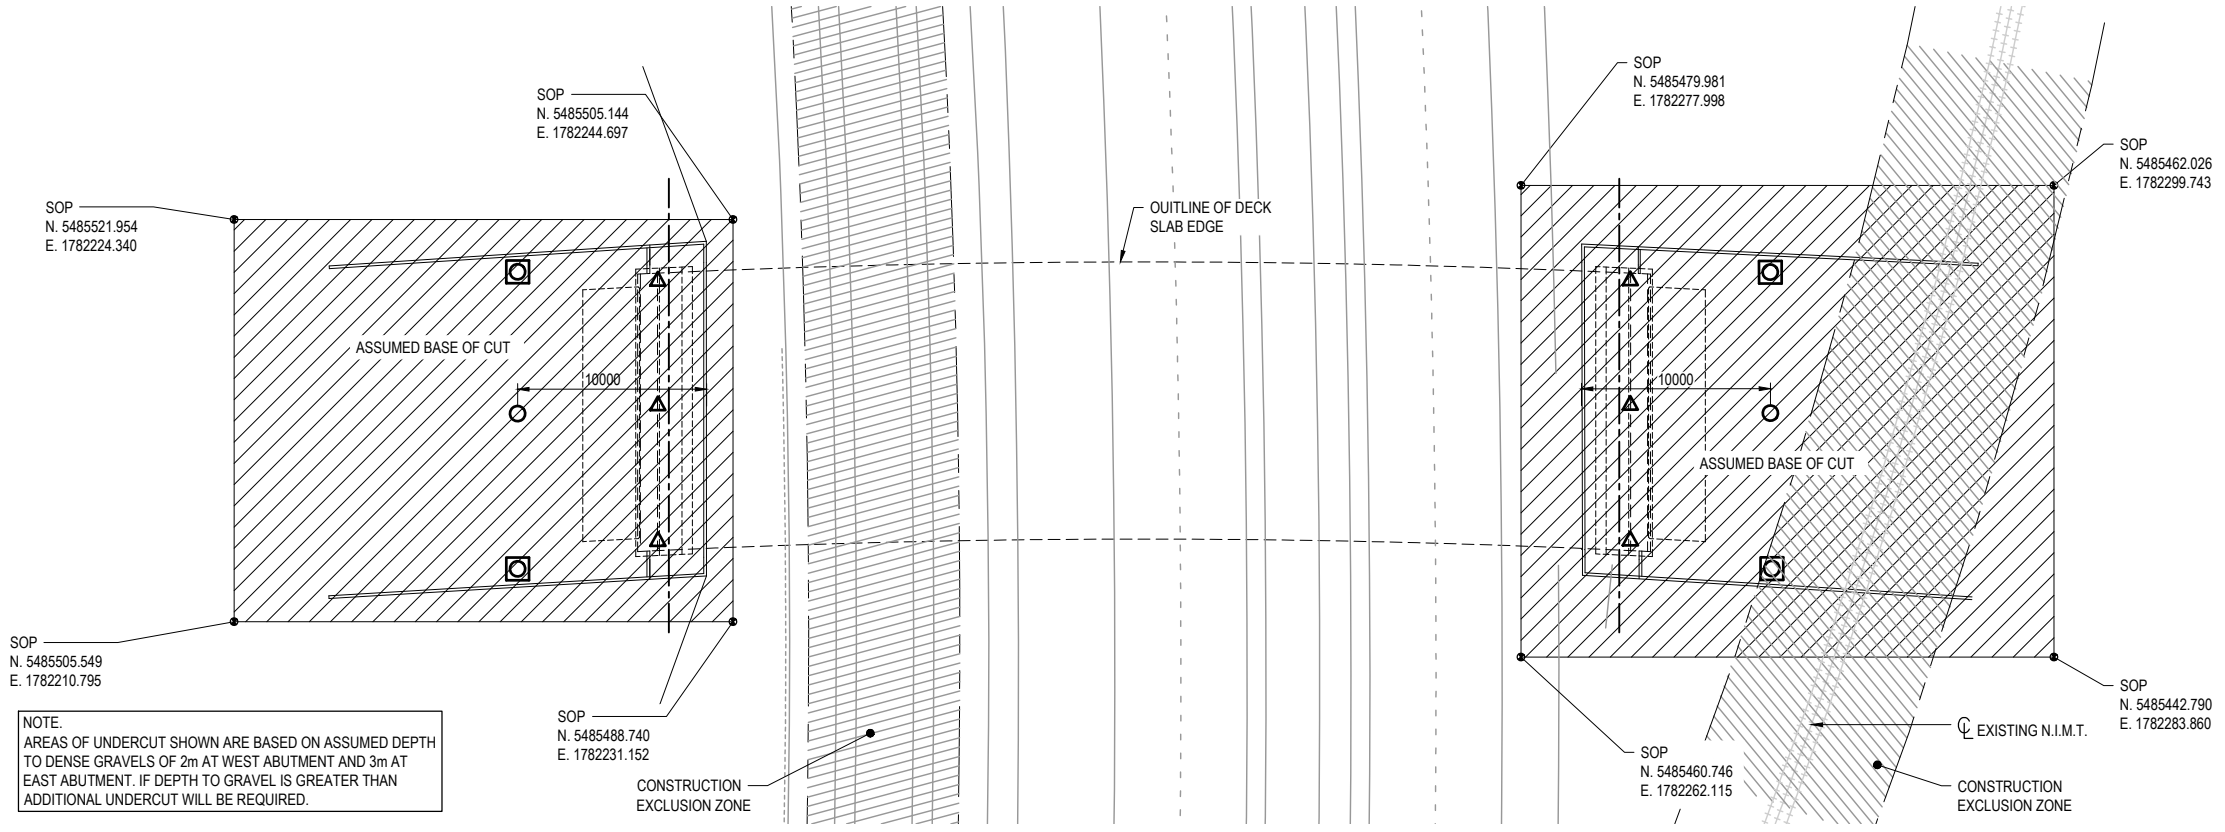 SOP
N. 5485505.144
E. 1782244.697
SOP
N. 5485479.981
E. 1782277.998
SOP
N. 5485462.026
E. 1782299.743
SOP
N. 5485521.954
E. 1782224.340
OUITLINE OF DECK
SLAB EDGE
ASSUMED BASE OF CUT
10000
10000
ASSUMED BASE OF CUT
SOP
N. 5485505.549
E. 1782210.795
SOP
N. 5485488.740
E. 1782231.152
SOP
N. 5485442.790
E. 1782283.860
NOTE.
AREAS OF UNDERCUT SHOWN ARE BASED ON ASSUMED DEPTH
TO DENSE GRAVELS OF 2m AT WEST ABUTMENT AND 3m AT
EAST ABUTMENT. IF DEPTH TO GRAVEL IS GREATER THAN
ADDITIONAL UNDERCUT WILL BE REQUIRED.
CONSTRUCTION
EXCLUSION ZONE
SOP
N. 5485460.746
E. 1782262.115
℄ EXISTING N.I.M.T.
CONSTRUCTION
EXCLUSION ZONE